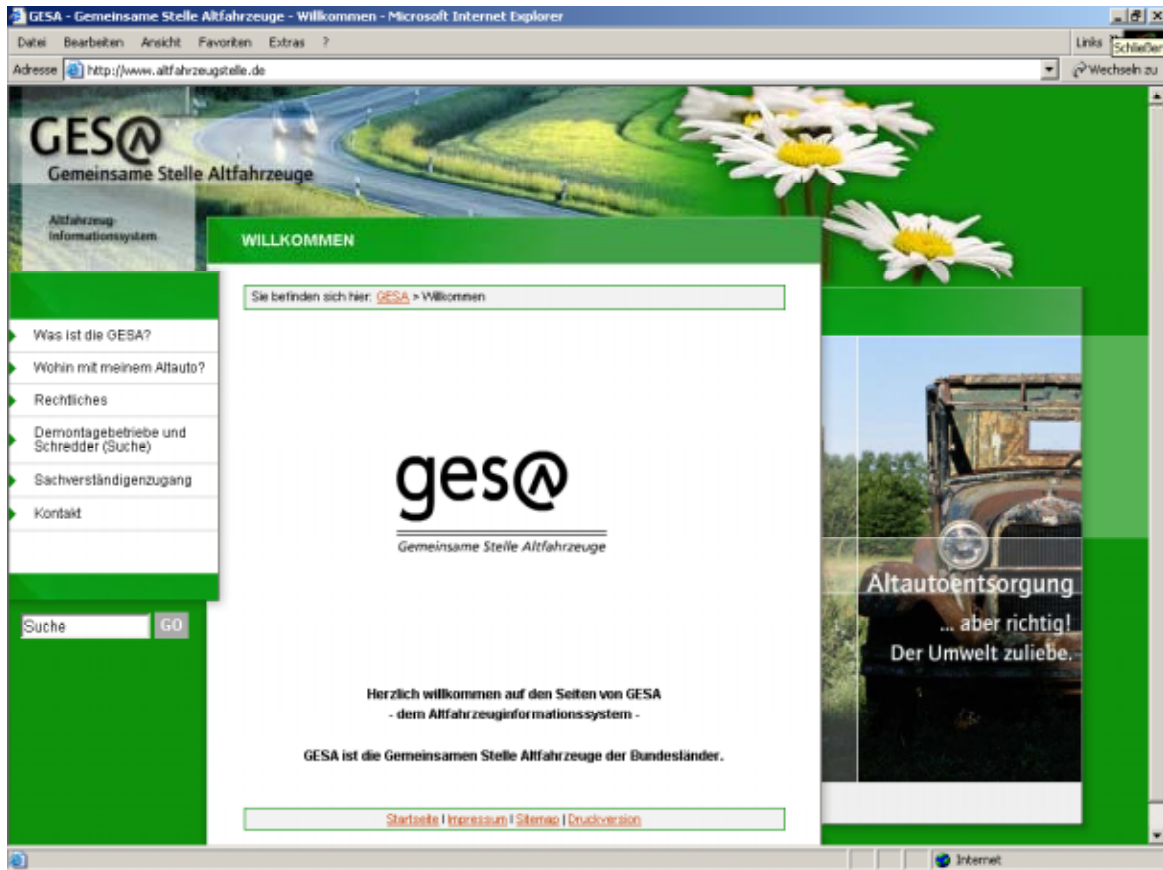 GESA - Gemeinsame Stelle Altfahrzeuge - Willkommen - Microsoft Internet Explorer
Datei Bearbeiten Ansicht Favoriten Extras ?
Links
Schließen
Adresse http://www.altfahrzeugstelle.de
Wechseln zu
GES@
Gemeinsame Stelle Altfahrzeuge
Altfahrzeug-
Informationssystem
WILLKOMMEN
Sie befinden sich hier: GESA > Willkommen
Was ist die GESA?
Wohin mit meinem Altauto?
Rechtliches
Demontagebetriebe und
Schredder (Suche)
Sachverständigenzugang
Kontakt
Suche GO
ges@
Gemeinsame Stelle Altfahrzeuge
Altautoentsorgung
... aber richtig!
Der Umwelt zuliebe.
Herzlich willkommen auf den Seiten von GESA
- dem Altfahrzeuginformationssystem -
GESA ist die Gemeinsamen Stelle Altfahrzeuge der Bundesländer.
Startseite | Impressum | Sitemap | Druckversion
Internet